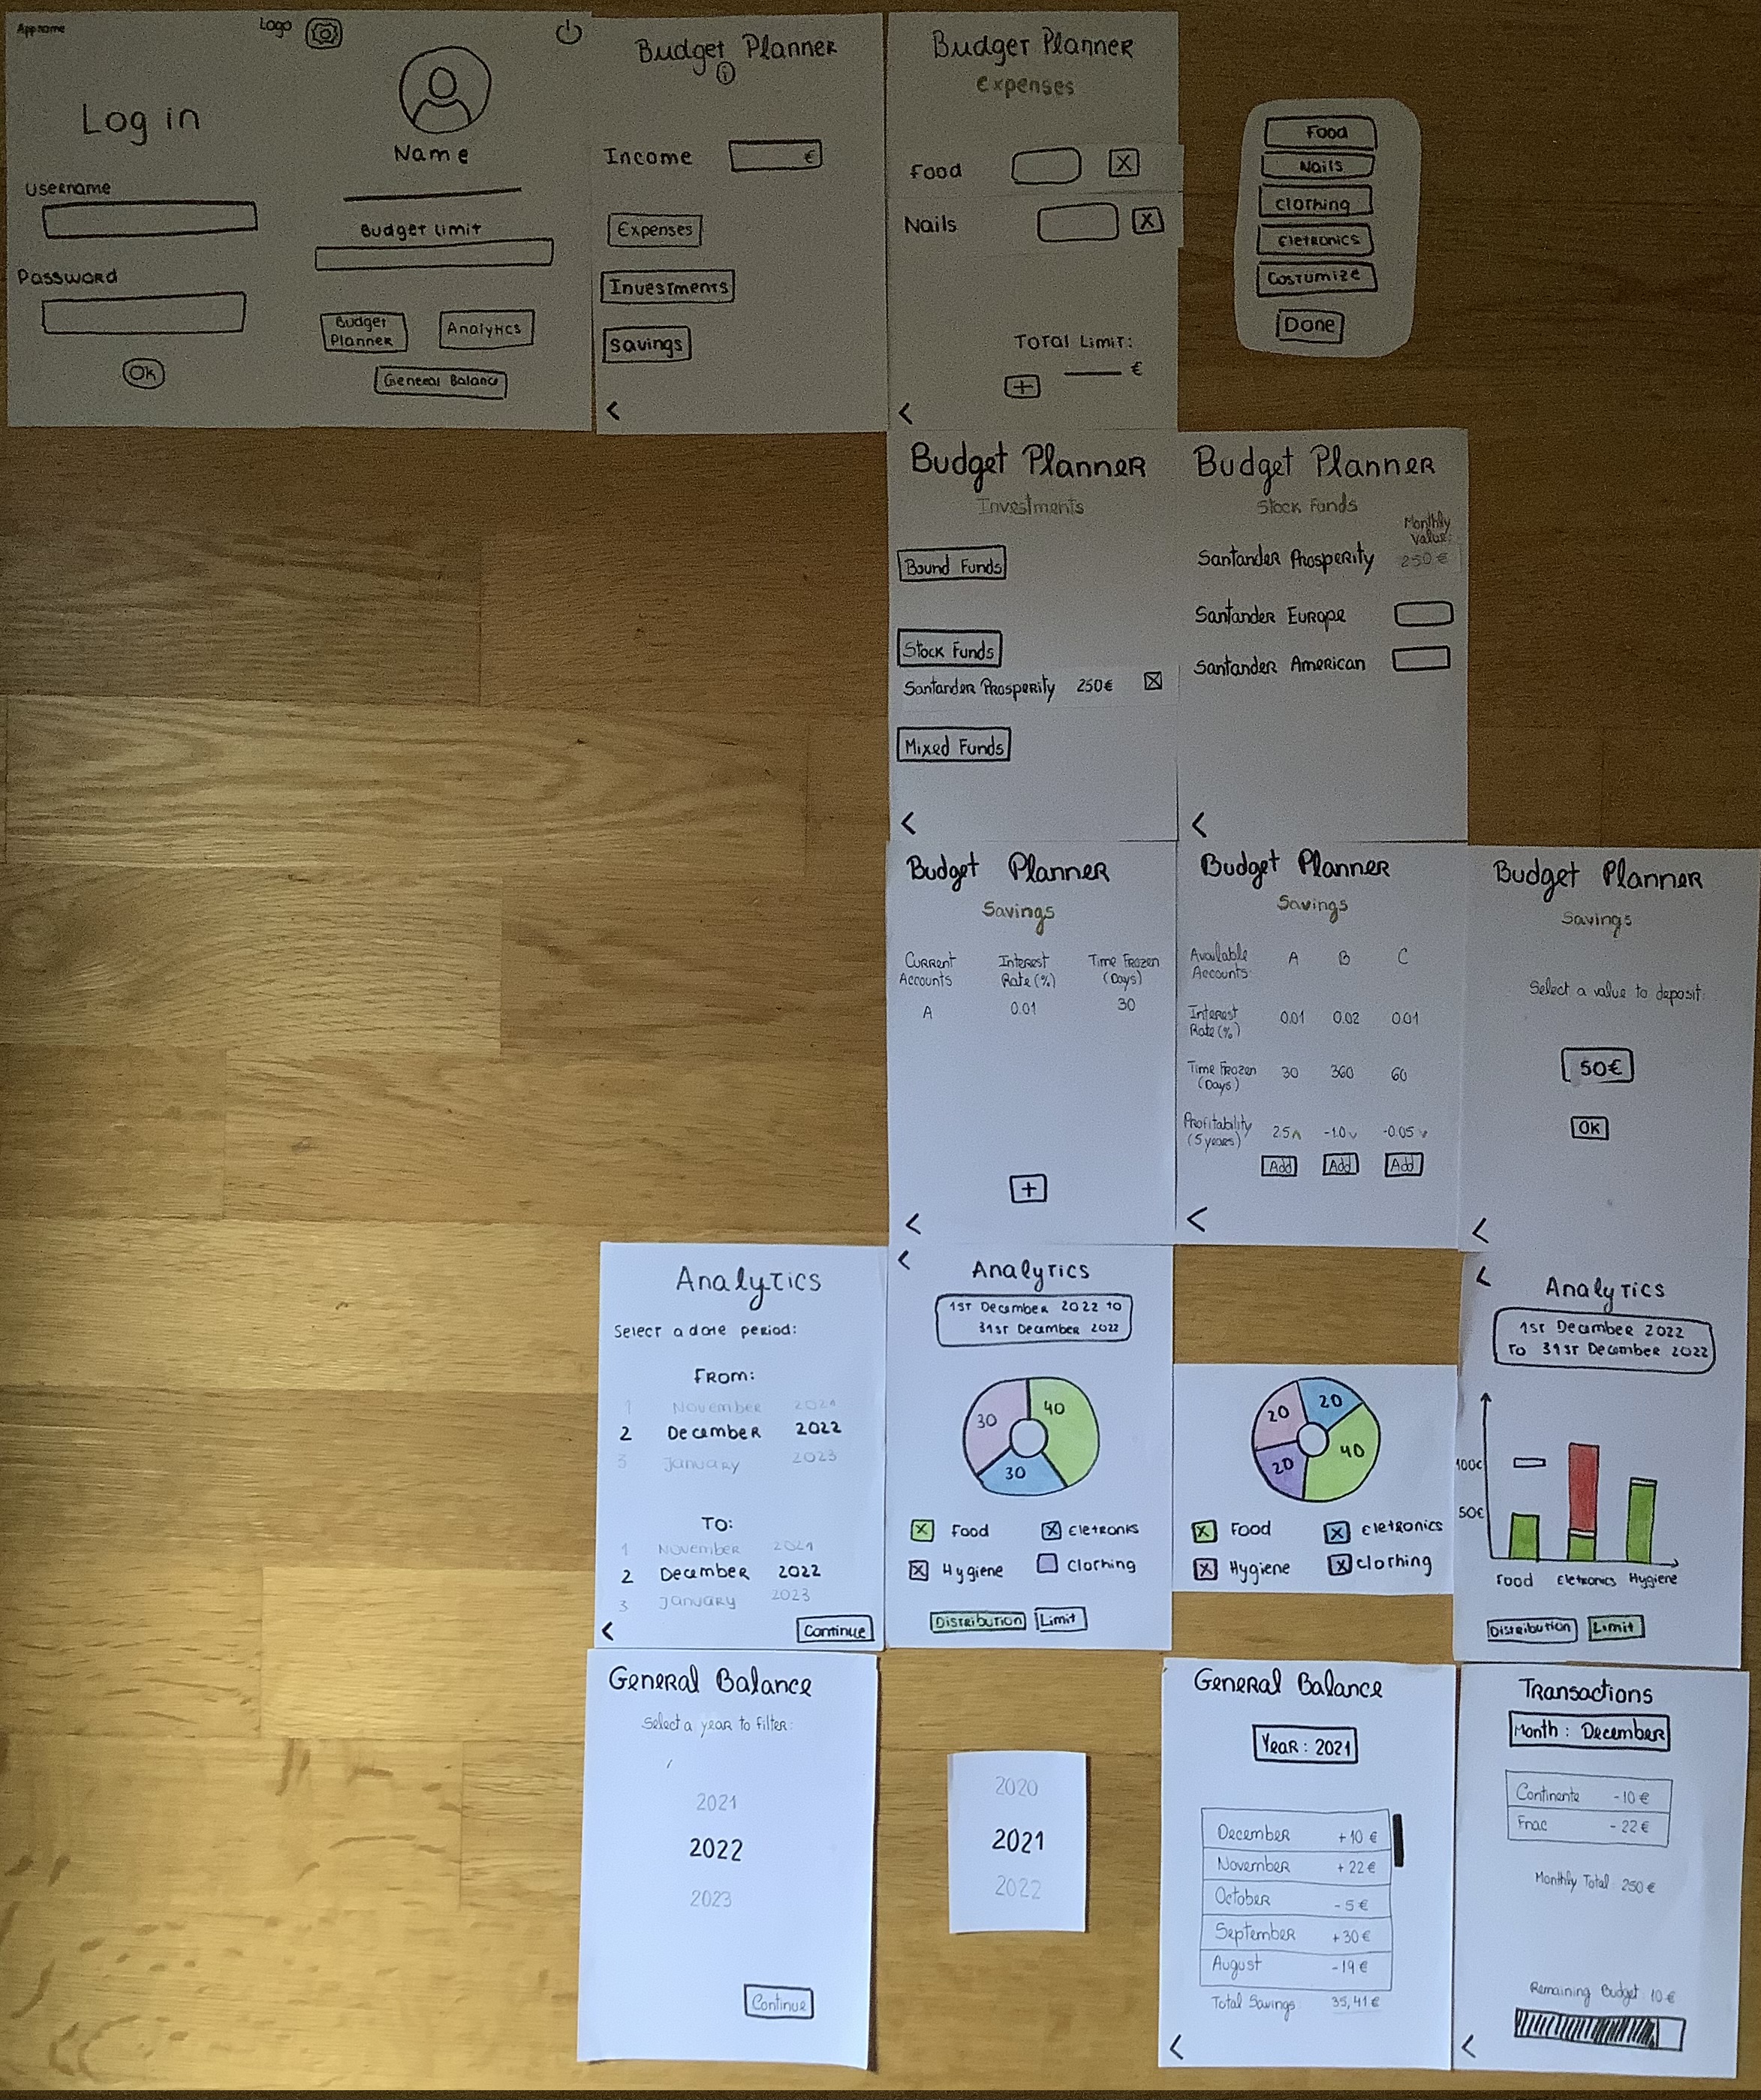 App name
Logo
Log in
Username
Password
OK
Name
Budget Limit
Budget
Planner
Analytics
General Balance
Budget Planner
i
Income
€
Expenses
Investments
Savings
<
Budget Planner
Expenses
Food
X
Nails
X
Total Limit:
€
+
<
Food
Nails
Clothing
Eletronics
Costumize
Done
Budget Planner
Investments
Bound Funds
Stock Funds
Santander Prosperity 250€
X
Mixed Funds
<
Budget Planner
Stock Funds
Monthly
Value:
Santander Prosperity 250€
Santander Europe
Santander American
<
Budget Planner
Savings
Current Accounts
Interest Rate (%)
Time Frozen (Days)
A 0.01 30
+
<
Budget Planner
Savings
Available Accounts: A B C
Interest Rate (%) 0.01 0.02 0.01
Time Frozen (Days) 30 360 60
Profitability (5 years) 2.5 -1.0 -0.05
Add Add Add
<
Budget Planner
Savings
Select a value to deposit:
50€
OK
<
Analytics
Select a date period:
From:
1 November 2021
2 December 2022
3 January 2023
To:
1 November 2021
2 December 2022
3 January 2023
<
Continue
<
Analytics
1st December 2022 to
31st December 2022
30 40
30
X Food X Eletronks
X Hygiene Clothing
Distribution Limit
20 20
20 40
X Food X Eletronics
X Hygiene X Clothing
<
Analytics
1st December 2022
to 31st December 2022
100€
50€
Food Eletronics Hygiene
Distribution Limit
General Balance
Select a year to filter:
2021
2022
2023
Continue
2020
2021
2022
General Balance
Year: 2021
December +10 €
November +22 €
October -5 €
September +30 €
August -19 €
Total Savings: 35,41 €
<
Transactions
Month: December
Continente -10 €
Fnac -22 €
Monthly Total: 250 €
Remaining Budget: 10 €
<